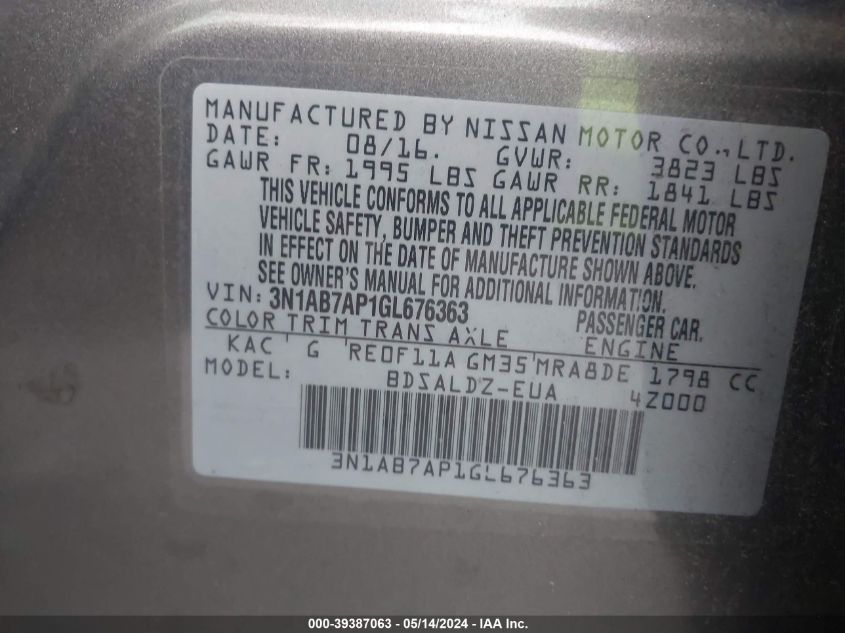 MANUFACTURED BY NISSAN MOTOR CO., LTD.
DATE: 08/16. GVWR: 3823 LBS
GAWR FR: 1995 LBS GAWR RR: 1841 LBS
THIS VEHICLE CONFORMS TO ALL APPLICABLE FEDERAL MOTOR
VEHICLE SAFETY, BUMPER AND THEFT PREVENTION STANDARDS
IN EFFECT ON THE DATE OF MANUFACTURE SHOWN ABOVE.
SEE OWNER'S MANUAL FOR ADDITIONAL INFORMATION.
VIN: 3N1AB7AP1GL676363 PASSENGER CAR.
COLOR TRIM TRANS AXLE ENGINE
KAC G RE0F11A GM35 MRA8DE 1798 CC
MODEL: BDSALDZ-EUA 4Z000
3N1AB7AP1GL676363
000-39387063 - 05/14/2024 - IAA Inc.